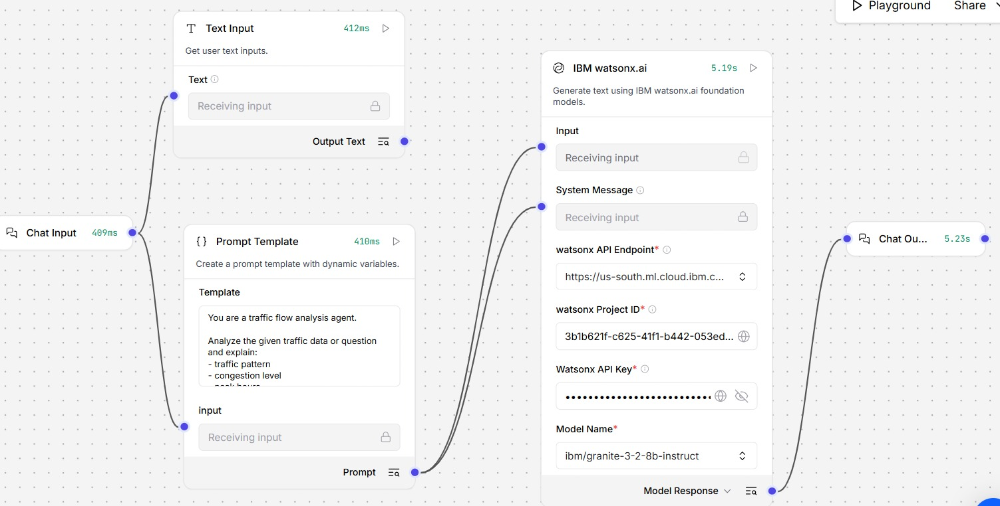 Playground
Share
Text Input
412ms
Get user text inputs.
Text
Receiving input
Output Text
Chat Input
409ms
Prompt Template
410ms
Create a prompt template with dynamic variables.
Template
You are a traffic flow analysis agent.
Analyze the given traffic data or question
and explain:
- traffic pattern
- congestion level
- peak hours
input
Receiving input
Prompt
IBM watsonx.ai
5.19s
Generate text using IBM watsonx.ai foundation
models.
Input
Receiving input
System Message
Receiving input
watsonx API Endpoint*
https://us-south.ml.cloud.ibm.c...
watsonx Project ID*
3b1b621f-c625-41f1-b442-053ed...
Watsonx API Key*
Model Name*
ibm/granite-3-2-8b-instruct
Model Response
Chat Ou...
5.23s